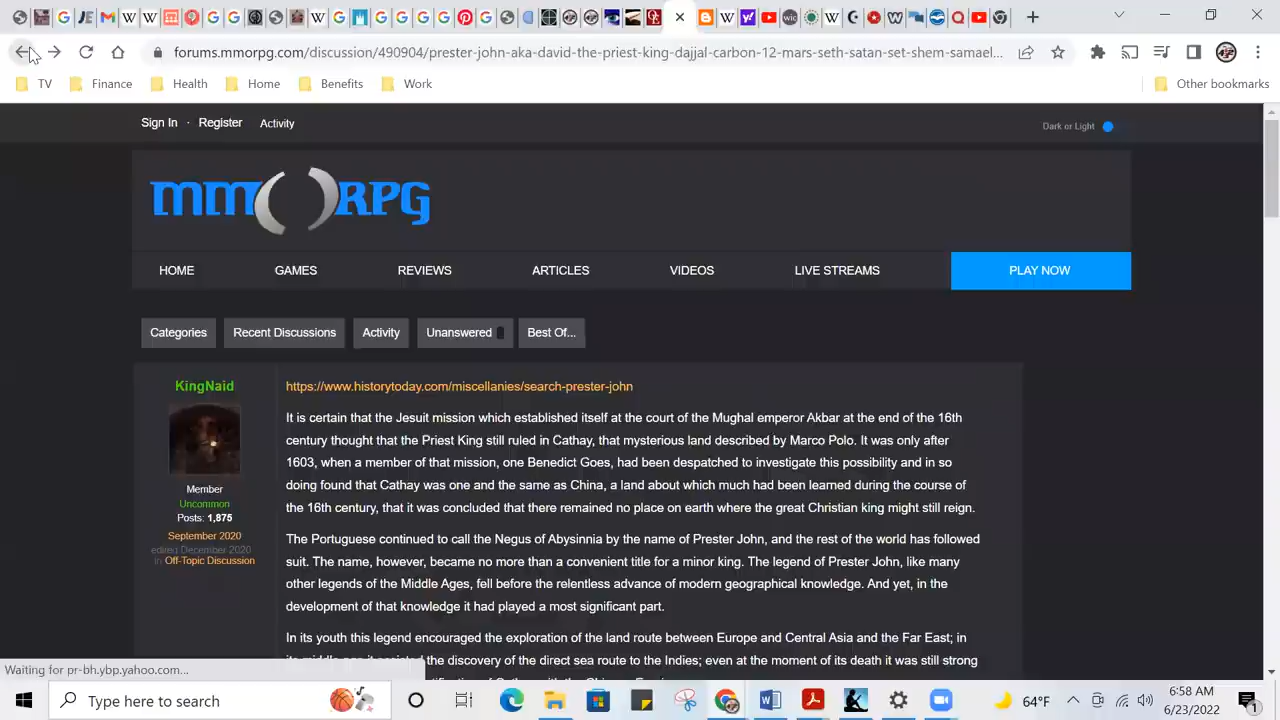 forums.mmorpg.com/discussion/490904/prester-john-aka-david-the-priest-king-dajjal-carbon-12-mars-seth-satan-set-shem-samael...
TV Finance Health Home Benefits Work Other bookmarks
Sign In · Register Activity Dark or Light
mmorpg
HOME GAMES REVIEWS ARTICLES VIDEOS LIVE STREAMS PLAY NOW
Categories Recent Discussions Activity Unanswered Best Of...
KingNaid
Member
Uncommon
Posts: 1,875
September 2020
edited December 2020
in Off-Topic Discussion
https://www.historytoday.com/miscellanies/search-prester-john
It is certain that the Jesuit mission which established itself at the court of the Mughal emperor Akbar at the end of the 16th
century thought that the Priest King still ruled in Cathay, that mysterious land described by Marco Polo. It was only after
1603, when a member of that mission, one Benedict Goes, had been despatched to investigate this possibility and in so
doing found that Cathay was one and the same as China, a land about which much had been learned during the course of
the 16th century, that it was concluded that there remained no place on earth where the great Christian king might still reign.
The Portuguese continued to call the Negus of Abysinnia by the name of Prester John, and the rest of the world has followed
suit. The name, however, became no more than a convenient title for a minor king. The legend of Prester John, like many
other legends of the Middle Ages, fell before the relentless advance of modern geographical knowledge. And yet, in the
development of that knowledge it had played a most significant part.
In its youth this legend encouraged the exploration of the land route between Europe and Central Asia and the Far East; in
its middle age it assisted the discovery of the direct sea route to the Indies; even at the moment of its death it was still strong
Waiting for pr-bh.ybp.yahoo.com...
Type here to search
64°F
6:58 AM
6/23/2022